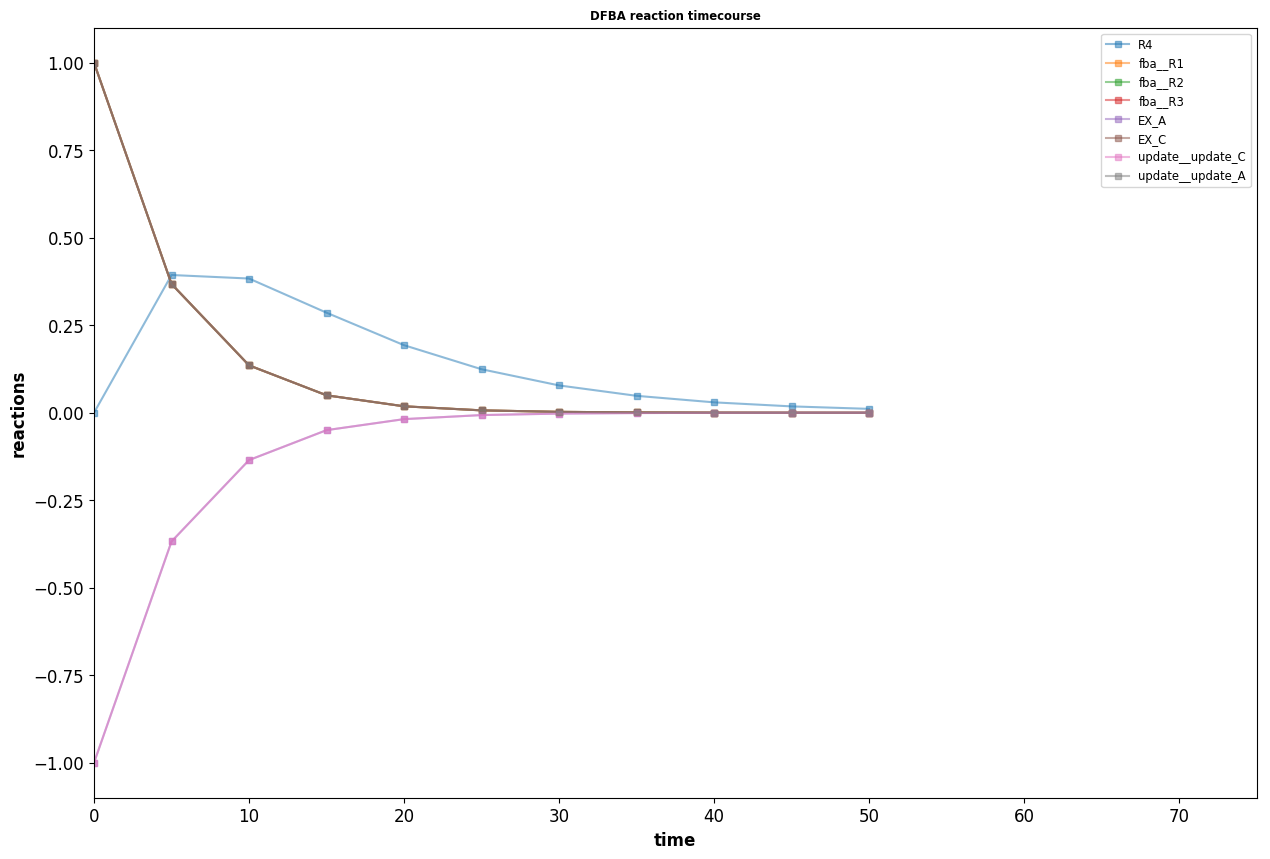 DFBA reaction timecourse
R4
fba__R1
fba__R2
fba__R3
EX_A
EX_C
update__update_C
update__update_A
1.00
0.75
0.50
0.25
0.00
−0.25
−0.50
−0.75
−1.00
reactions
0 10 20 30 40 50 60 70
time